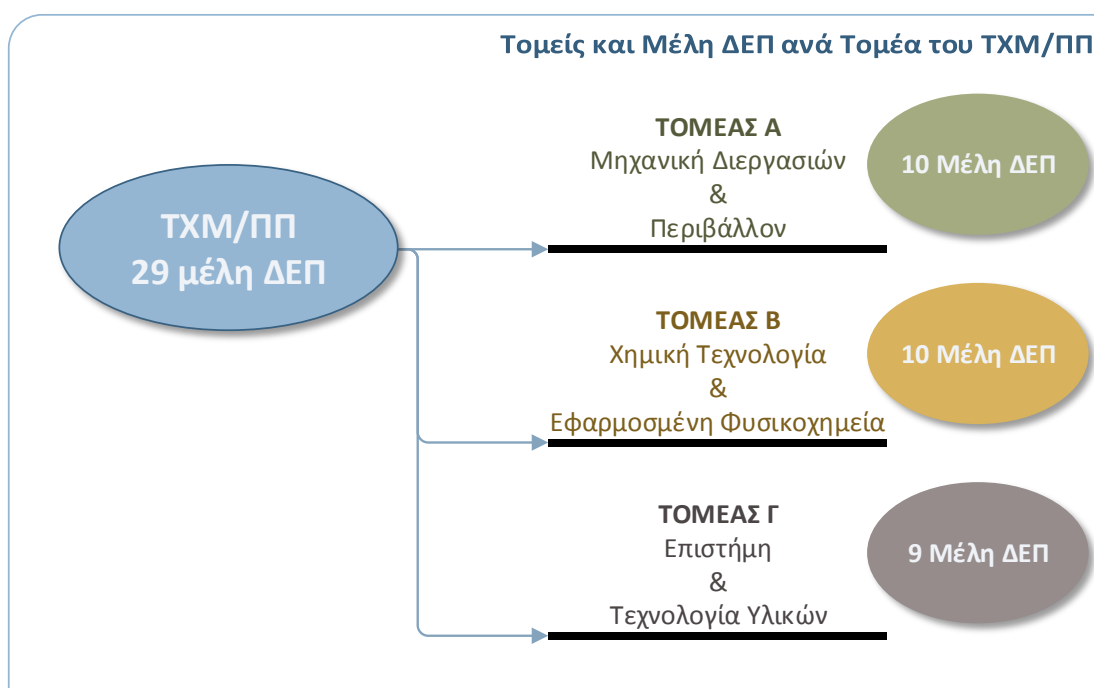 Τομείς και Μέλη ΔΕΠ ανά Τομέα του ΤΧΜ/ΠΠ
ΤΧΜ/ΠΠ
29 μέλη ΔΕΠ
ΤΟΜΕΑΣ Α
Μηχανική Διεργασιών
&
Περιβάλλον
10 Μέλη ΔΕΠ
ΤΟΜΕΑΣ Β
Χημική Τεχνολογία
&
Εφαρμοσμένη Φυσικοχημεία
10 Μέλη ΔΕΠ
ΤΟΜΕΑΣ Γ
Επιστήμη
&
Τεχνολογία Υλικών
9 Μέλη ΔΕΠ